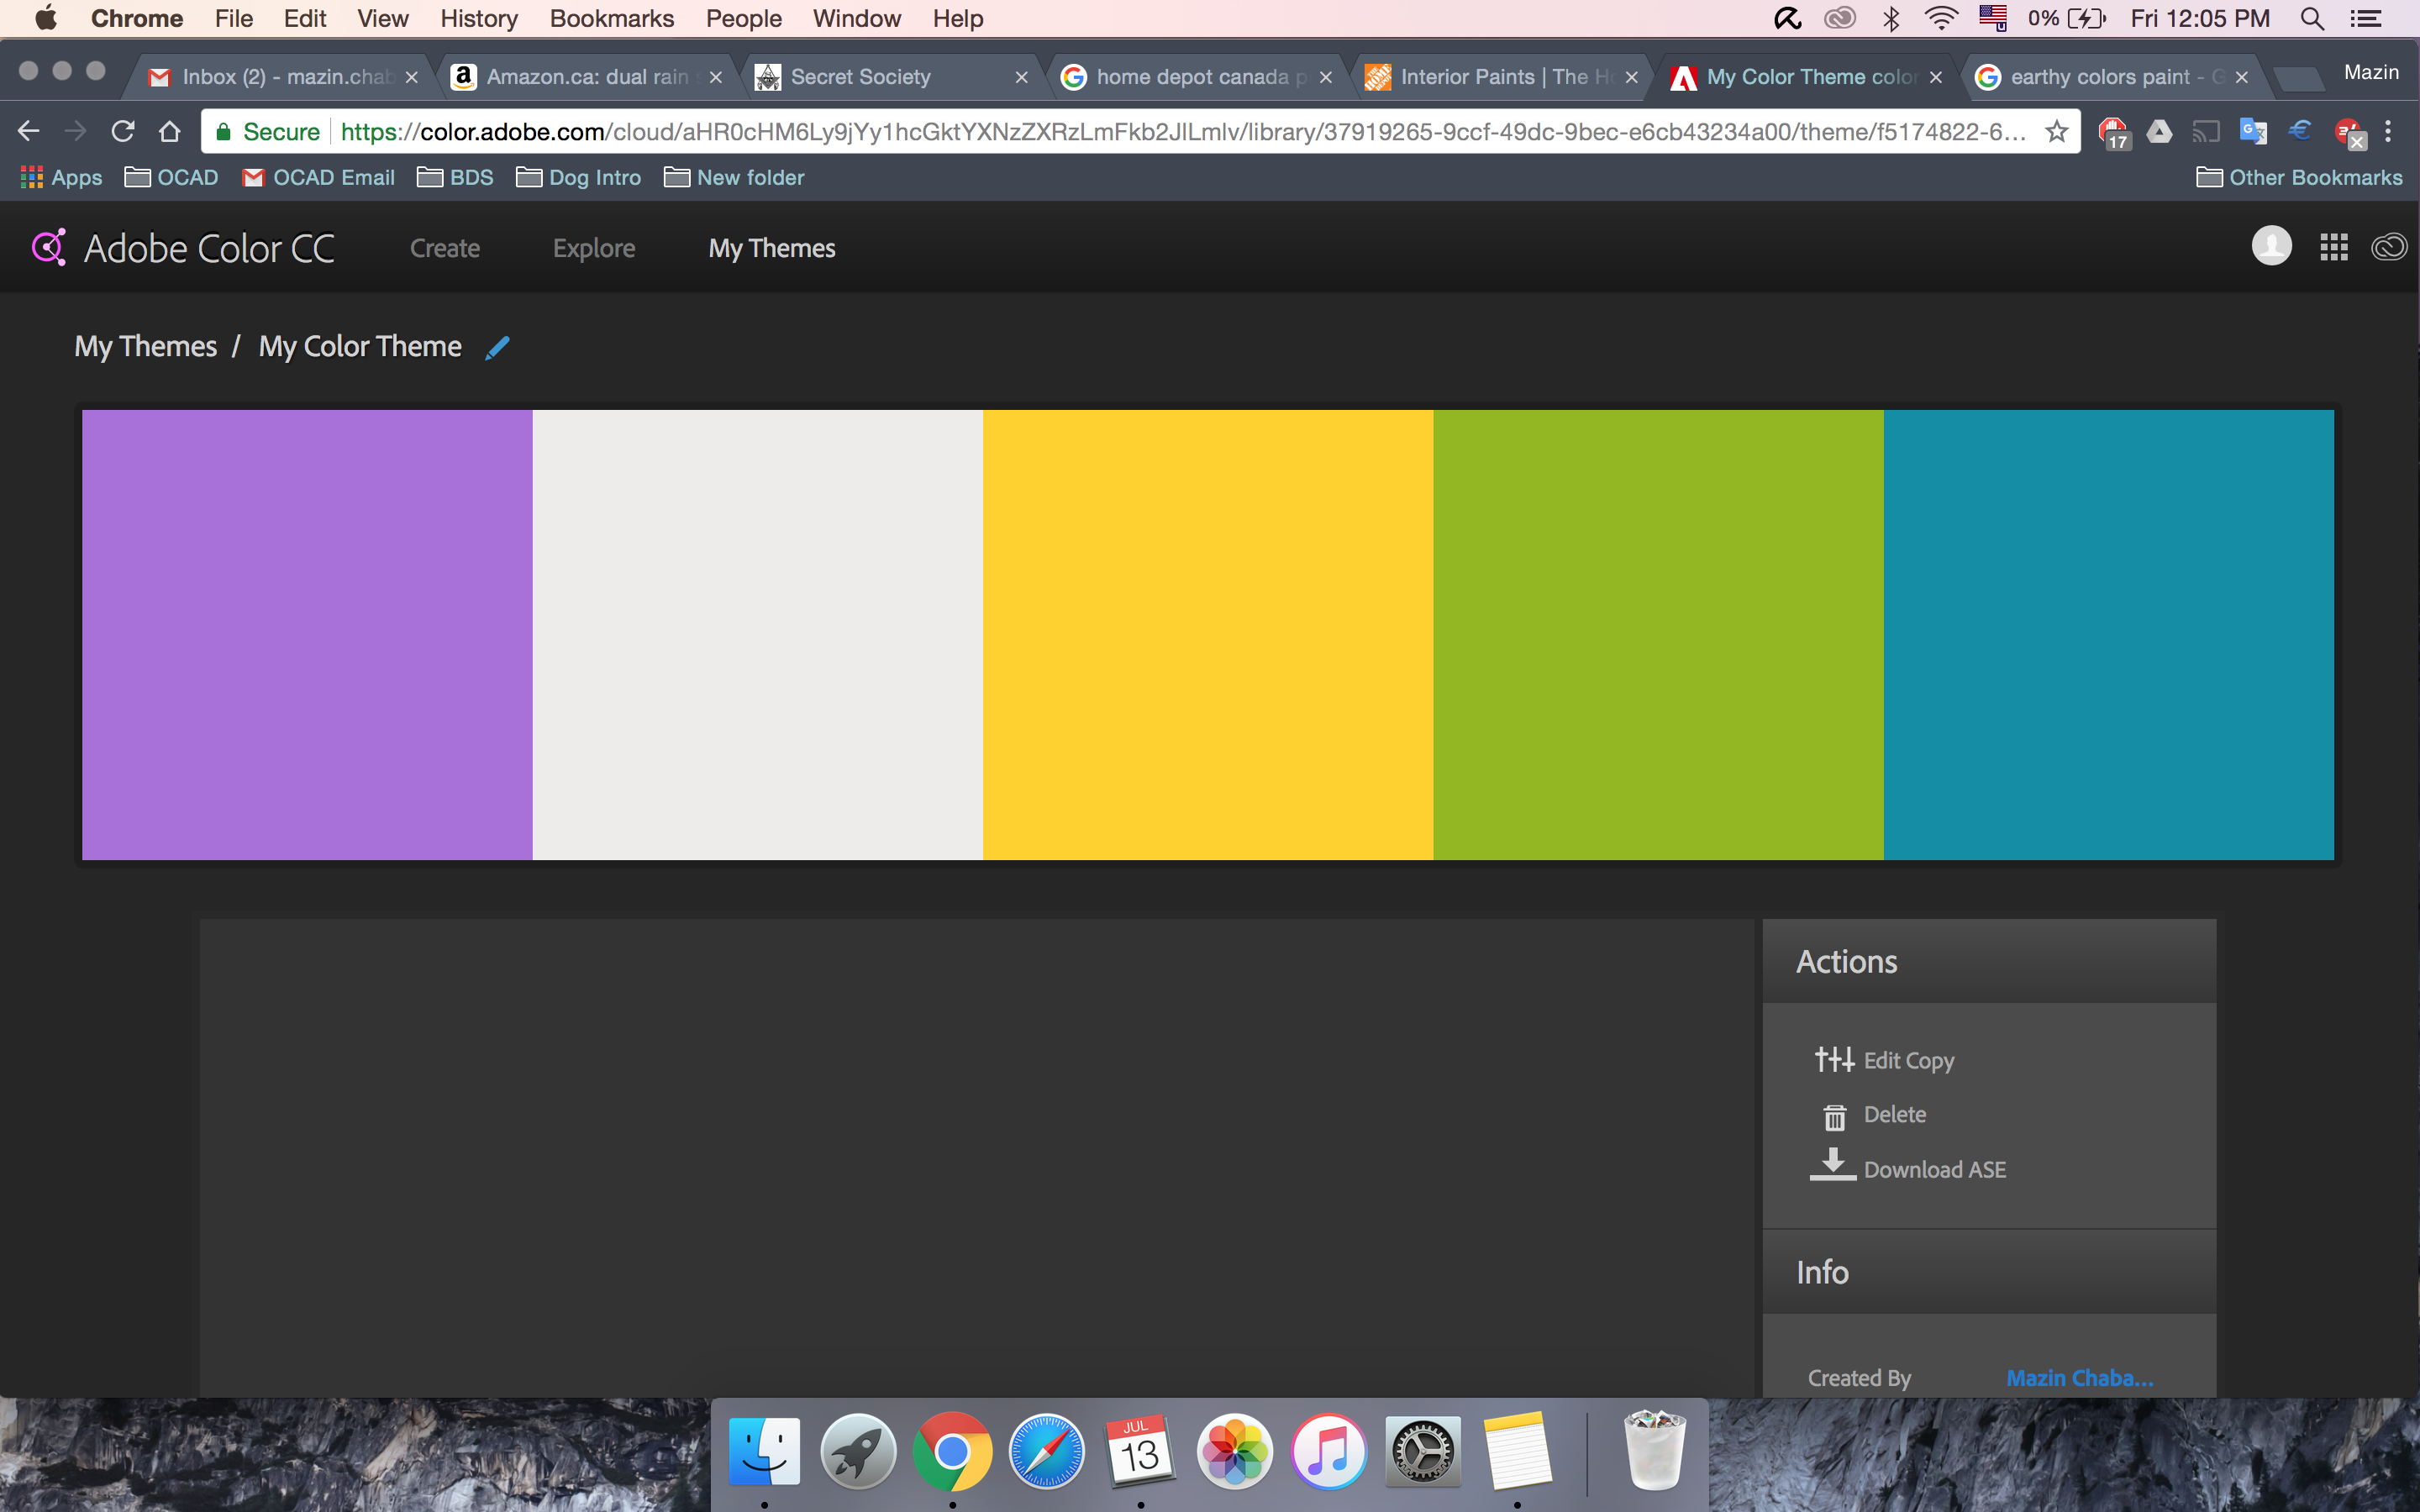 Chrome File Edit View History Bookmarks People Window Help 0% Fri 12:05 PM
Inbox (2) - mazin.chab Amazon.ca: dual rain Secret Society home depot canada p Interior Paints | The Ho My Color Theme color earthy colors paint - G Mazin
Secure https://color.adobe.com/cloud/aHR0cHM6Ly9jYy1hcGktYXNzZXRzLmFkb2JlLmlv/library/37919265-9ccf-49dc-9bec-e6cb43234a00/theme/f5174822-6... 17
Apps OCAD OCAD Email BDS Dog Intro New folder Other Bookmarks
Adobe Color CC Create Explore My Themes
My Themes / My Color Theme
Actions
Edit Copy
Delete
Download ASE
Info
Created By Mazin Chaba...
JUL
13